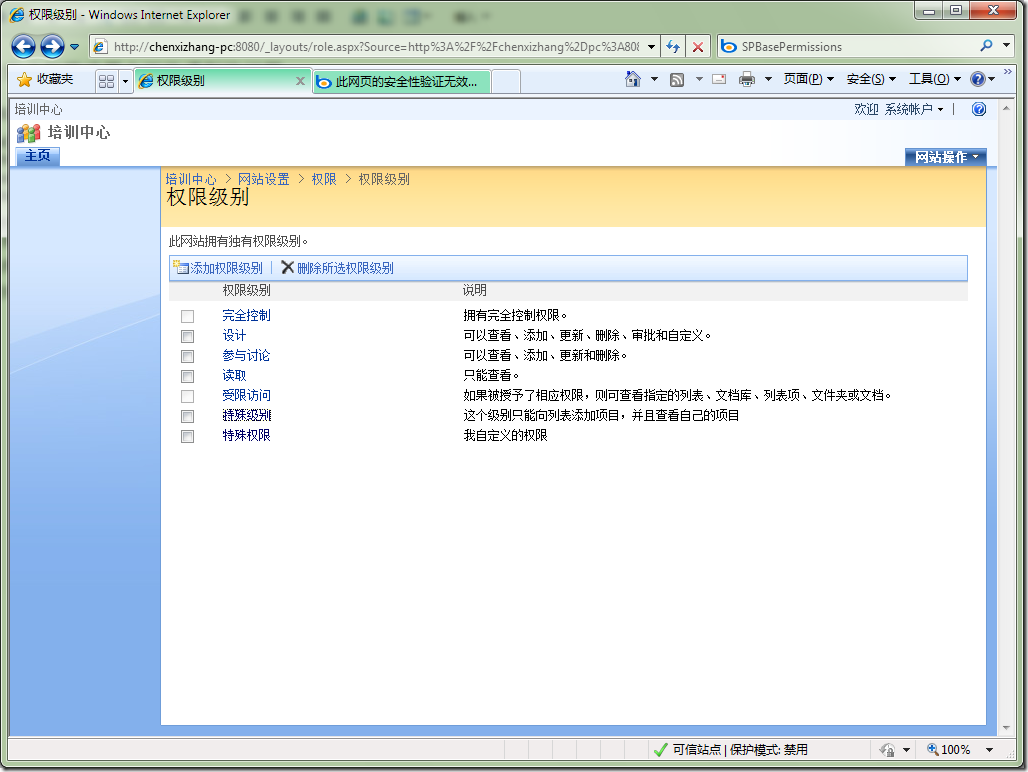 权限级别 - Windows Internet Explorer
http://chenxizhang-pc:8080/_layouts/role.aspx?Source=http%3A%2F%2Fchenxizhang%2Dpc%3A808
SPBasePermissions
收藏夹
权限级别
此网页的安全性验证无效...
页面(P)
安全(S)
工具(O)
培训中心
欢迎 系统帐户
培训中心
主页
网站操作
培训中心 > 网站设置 > 权限 > 权限级别
权限级别
此网站拥有独有权限级别。
添加权限级别 | 删除所选权限级别
权限级别 说明
完全控制 拥有完全控制权限。
设计 可以查看、添加、更新、删除、审批和自定义。
参与讨论 可以查看、添加、更新和删除。
读取 只能查看。
受限访问 如果被授予了相应权限，则可查看指定的列表、文档库、列表项、文件夹或文档。
特殊级别 这个级别只能向列表添加项目，并且查看自己的项目
特殊权限 我自定义的权限
可信站点 | 保护模式: 禁用
100%